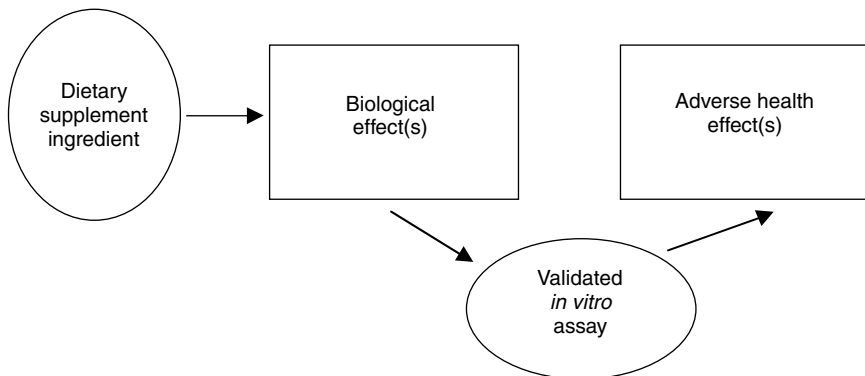 Dietary
supplement
ingredient
Biological
effect(s)
Adverse health
effect(s)
Validated
in vitro
assay